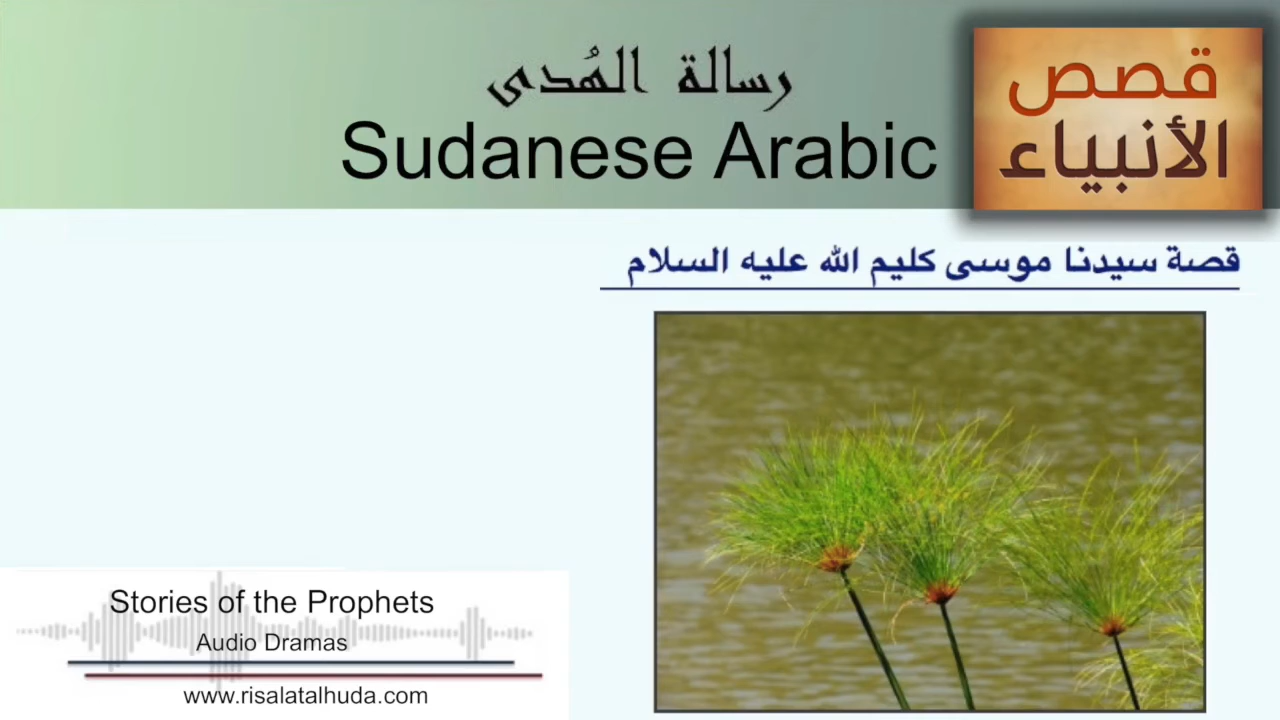 رسالة الهُدى
Sudanese Arabic
قصص
الأنبياء
قصة سيدنا موسى كليم الله عليه السلام
Stories of the Prophets
Audio Dramas
www.risalatalhuda.com